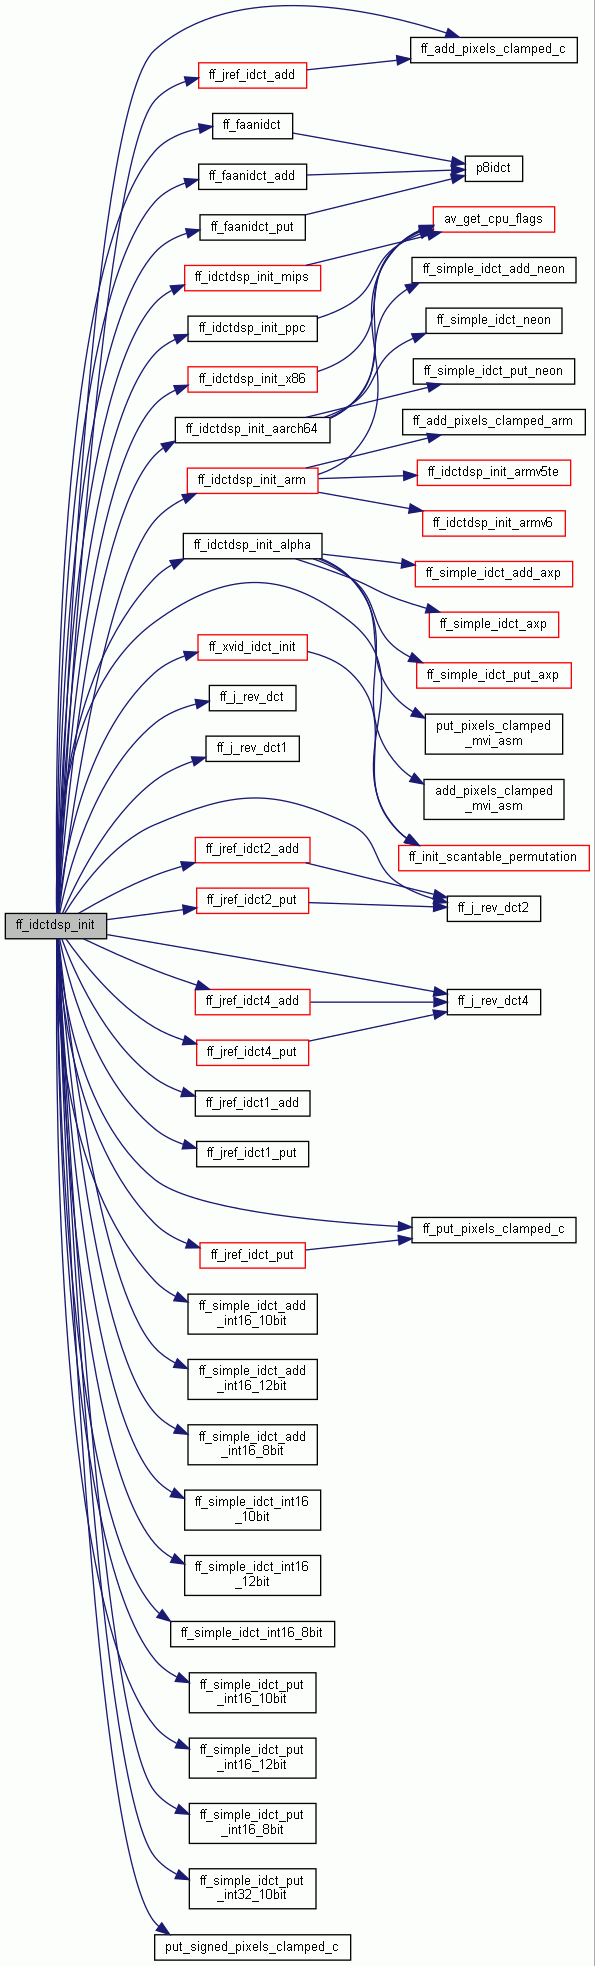 ff_add_pixels_clamped_c
ff_jref_idct_add
ff_faanidct
p8idct
ff_faanidct_add
av_get_cpu_flags
ff_faanidct_put
ff_simple_idct_add_neon
ff_idctdsp_init_mips
ff_simple_idct_neon
ff_idctdsp_init_ppc
ff_simple_idct_put_neon
ff_idctdsp_init_x86
ff_add_pixels_clamped_arm
ff_idctdsp_init_aarch64
ff_idctdsp_init_armv5te
ff_idctdsp_init_arm
ff_idctdsp_init_armv6
ff_idctdsp_init_alpha
ff_simple_idct_add_axp
ff_simple_idct_axp
ff_xvid_idct_init
ff_simple_idct_put_axp
ff_j_rev_dct
put_pixels_clamped
_mvi_asm
ff_j_rev_dct1
add_pixels_clamped
_mvi_asm
ff_jref_idct2_add
ff_init_scantable_permutation
ff_jref_idct2_put
ff_j_rev_dct2
ff_idctdsp_init
ff_jref_idct4_add
ff_j_rev_dct4
ff_jref_idct4_put
ff_jref_idct1_add
ff_jref_idct1_put
ff_put_pixels_clamped_c
ff_jref_idct_put
ff_simple_idct_add
_int16_10bit
ff_simple_idct_add
_int16_12bit
ff_simple_idct_add
_int16_8bit
ff_simple_idct_int16
_10bit
ff_simple_idct_int16
_12bit
ff_simple_idct_int16_8bit
ff_simple_idct_put
_int16_10bit
ff_simple_idct_put
_int16_12bit
ff_simple_idct_put
_int16_8bit
ff_simple_idct_put
_int32_10bit
put_signed_pixels_clamped_c